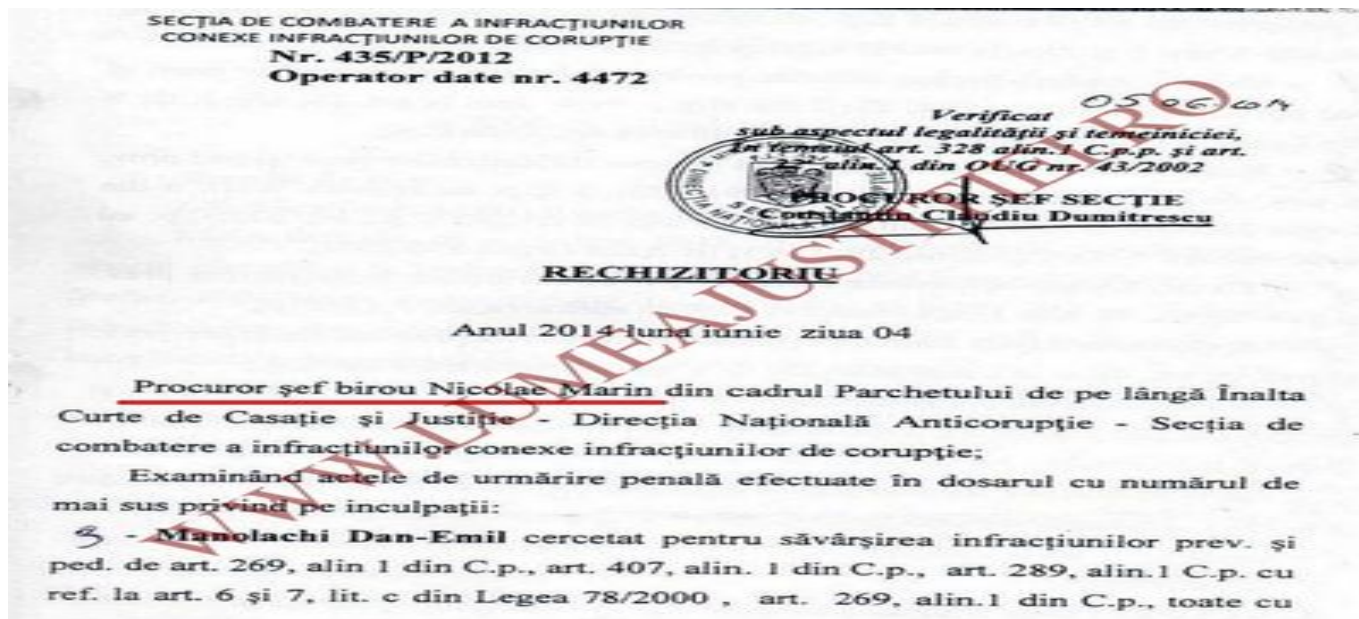 SECŢIA DE COMBATERE A INFRACŢIUNILOR
CONEXE INFRACŢIUNILOR DE CORUPŢIE
Nr. 435/P/2012
Operator date nr. 4472
05 06 2014
Verificat
sub aspectul legalităţii şi temeiniciei,
în temeiul art. 328 alin.1 C.p.p. şi art.
alin.1 din OUG nr. 43/2002
PROCUROR ŞEF SECŢIE
Constantin Claudiu Dumitrescu
RECHIZITORIU
Anul 2014 luna iunie ziua 04
Procuror şef birou Nicolae Marin din cadrul Parchetului de pe lângă Înalta
Curte de Casaţie şi Justiţie - Direcţia Naţională Anticorupţie - Secţia de
combatere a infracţiunilor conexe infracţiunilor de corupţie;
Examinând actele de urmărire penală efectuate în dosarul cu numărul de
mai sus privind pe inculpaţii:
- Manolachi Dan-Emil cercetat pentru săvârşirea infracţiunilor prev. şi
ped. de art. 269, alin 1 din C.p., art. 407, alin. 1 din C.p., art. 289, alin.1 C.p. cu
ref. la art. 6 şi 7, lit. c din Legea 78/2000 , art. 269, alin.1 din C.p., toate cu
WWW.LUMEAJUSTITIEI.RO